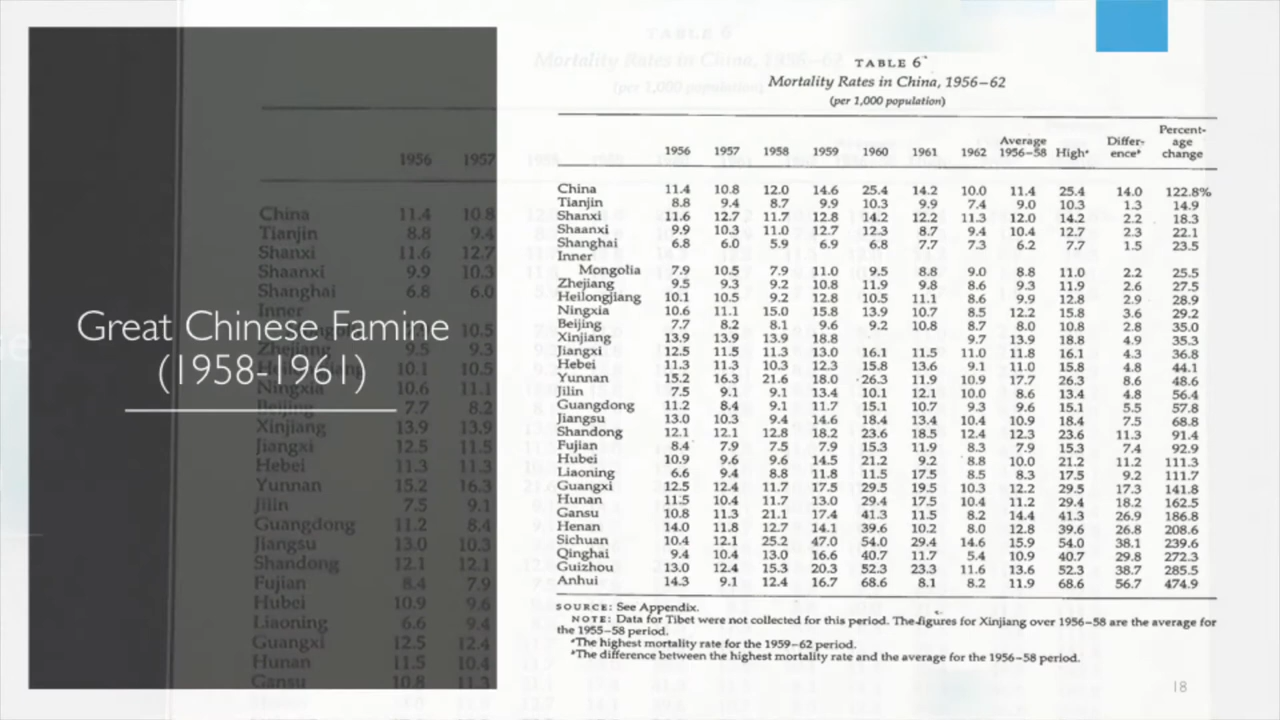 Great Chinese Famine
(1958-1961)
TABLE 6
Mortality Rates in China, 1956–62
(per 1,000 population)
1956 1957 1958 1959 1960 1961 1962 Average 1956–58 Highᵃ Differ-enceᵇ Percent-age change
China 11.4 10.8 12.0 14.6 25.4 14.2 10.0 11.4 25.4 14.0 122.8%
Tianjin 8.8 9.4 8.7 9.9 10.3 9.9 7.4 9.0 10.3 1.3 14.9
Shanxi 11.6 12.7 11.7 12.8 14.2 12.2 11.3 12.0 14.2 2.2 18.3
Shaanxi 9.9 10.3 11.0 12.7 12.3 8.7 9.4 10.4 12.7 2.3 22.1
Shanghai 6.8 6.0 5.9 6.9 6.8 7.7 7.3 6.2 7.7 1.5 23.5
Inner
Mongolia 7.9 10.5 7.9 11.0 9.5 8.8 9.0 8.8 11.0 2.2 25.5
Zhejiang 9.5 9.3 9.2 10.8 11.9 9.8 8.6 9.3 11.9 2.6 27.5
Heilongjiang 10.1 10.5 9.2 12.8 10.5 11.1 8.6 9.9 12.8 2.9 28.9
Ningxia 10.6 11.1 15.0 15.8 13.9 10.7 8.5 12.2 15.8 3.6 29.2
Beijing 7.7 8.2 8.1 9.6 9.2 10.8 8.7 8.0 10.8 2.8 35.0
Xinjiang 13.9 13.9 13.9 18.8 9.7 13.9 18.8 4.9 35.3
Jiangxi 12.5 11.5 11.3 13.0 16.1 11.5 11.0 11.8 16.1 4.3 36.8
Hebei 11.3 11.3 10.3 12.3 15.8 13.6 9.1 11.0 15.8 4.8 44.1
Yunnan 15.2 16.3 21.6 18.0 26.3 11.9 10.9 17.7 26.3 8.6 48.6
Jilin 7.5 9.1 9.1 13.4 10.1 12.1 10.0 8.6 13.4 4.8 56.4
Guangdong 11.2 8.4 9.1 11.7 15.1 10.7 9.3 9.6 15.1 5.5 57.8
Jiangsu 13.0 10.3 9.4 14.6 18.4 13.4 10.4 10.9 18.4 7.5 68.8
Shandong 12.1 12.1 12.8 18.2 23.6 18.5 12.4 12.3 23.6 11.3 91.4
Fujian 8.4 7.9 7.5 7.9 15.3 11.9 8.3 7.9 15.3 7.4 92.9
Hubei 10.9 9.6 9.6 14.5 21.2 9.2 8.8 10.0 21.2 11.2 111.3
Liaoning 6.6 9.4 8.8 11.8 11.5 17.5 8.5 8.3 17.5 9.2 111.7
Guangxi 12.5 12.4 11.7 17.5 29.5 19.5 10.3 12.2 29.5 17.3 141.8
Hunan 11.5 10.4 11.7 13.0 29.4 17.5 10.4 11.2 29.4 18.2 162.5
Gansu 10.8 11.3 21.1 17.4 41.3 11.5 8.2 14.4 41.3 26.9 186.8
Henan 14.0 11.8 12.7 14.1 39.6 10.2 8.0 12.8 39.6 26.8 208.6
Sichuan 10.4 12.1 25.2 47.0 54.0 29.4 14.6 15.9 54.0 38.1 239.6
Qinghai 9.4 10.4 13.0 16.6 40.7 11.7 5.4 10.9 40.7 29.8 272.3
Guizhou 13.0 12.4 15.3 20.3 52.3 23.3 11.6 13.6 52.3 38.7 285.5
Anhui 14.3 9.1 12.4 16.7 68.6 8.1 8.2 11.9 68.6 56.7 474.9
SOURCE: See Appendix.
NOTE: Data for Tibet were not collected for this period. The figures for Xinjiang over 1956–58 are the average for
the 1955–58 period.
ᵃThe highest mortality rate for the 1959–62 period.
ᵇThe difference between the highest mortality rate and the average for the 1956–58 period.
18